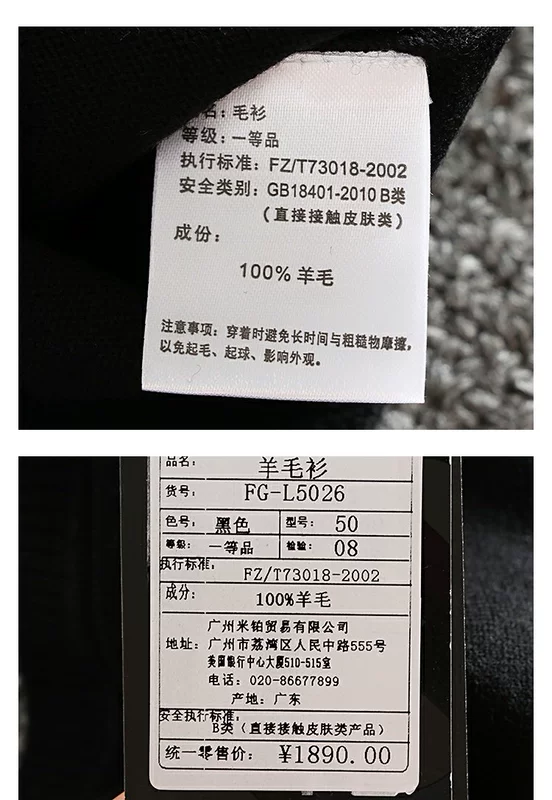 名：毛衫
等级：一等品
执行标准：FZ/T73018-2002
安全类别：GB18401-2010 B类
（直接接触皮肤类）
成份：
100% 羊毛
注意事项：穿着时避免长时间与粗糙物摩擦，
以免起毛、起球、影响外观。
品名： 羊毛衫
货号： FG-L5026
色号： 黑色 型号： 50
等级： 一等品 检验： 08
执行标准：
FZ/T73018-2002
成分： 100%羊毛
广州米铂贸易有限公司
地址： 广州市荔湾区人民中路555号
美国银行中心大厦510-515室
电话：020-86677899
产地：广东
安全执行标准：
B类（直接接触皮肤类产品）
统一零售价： ¥1890.00